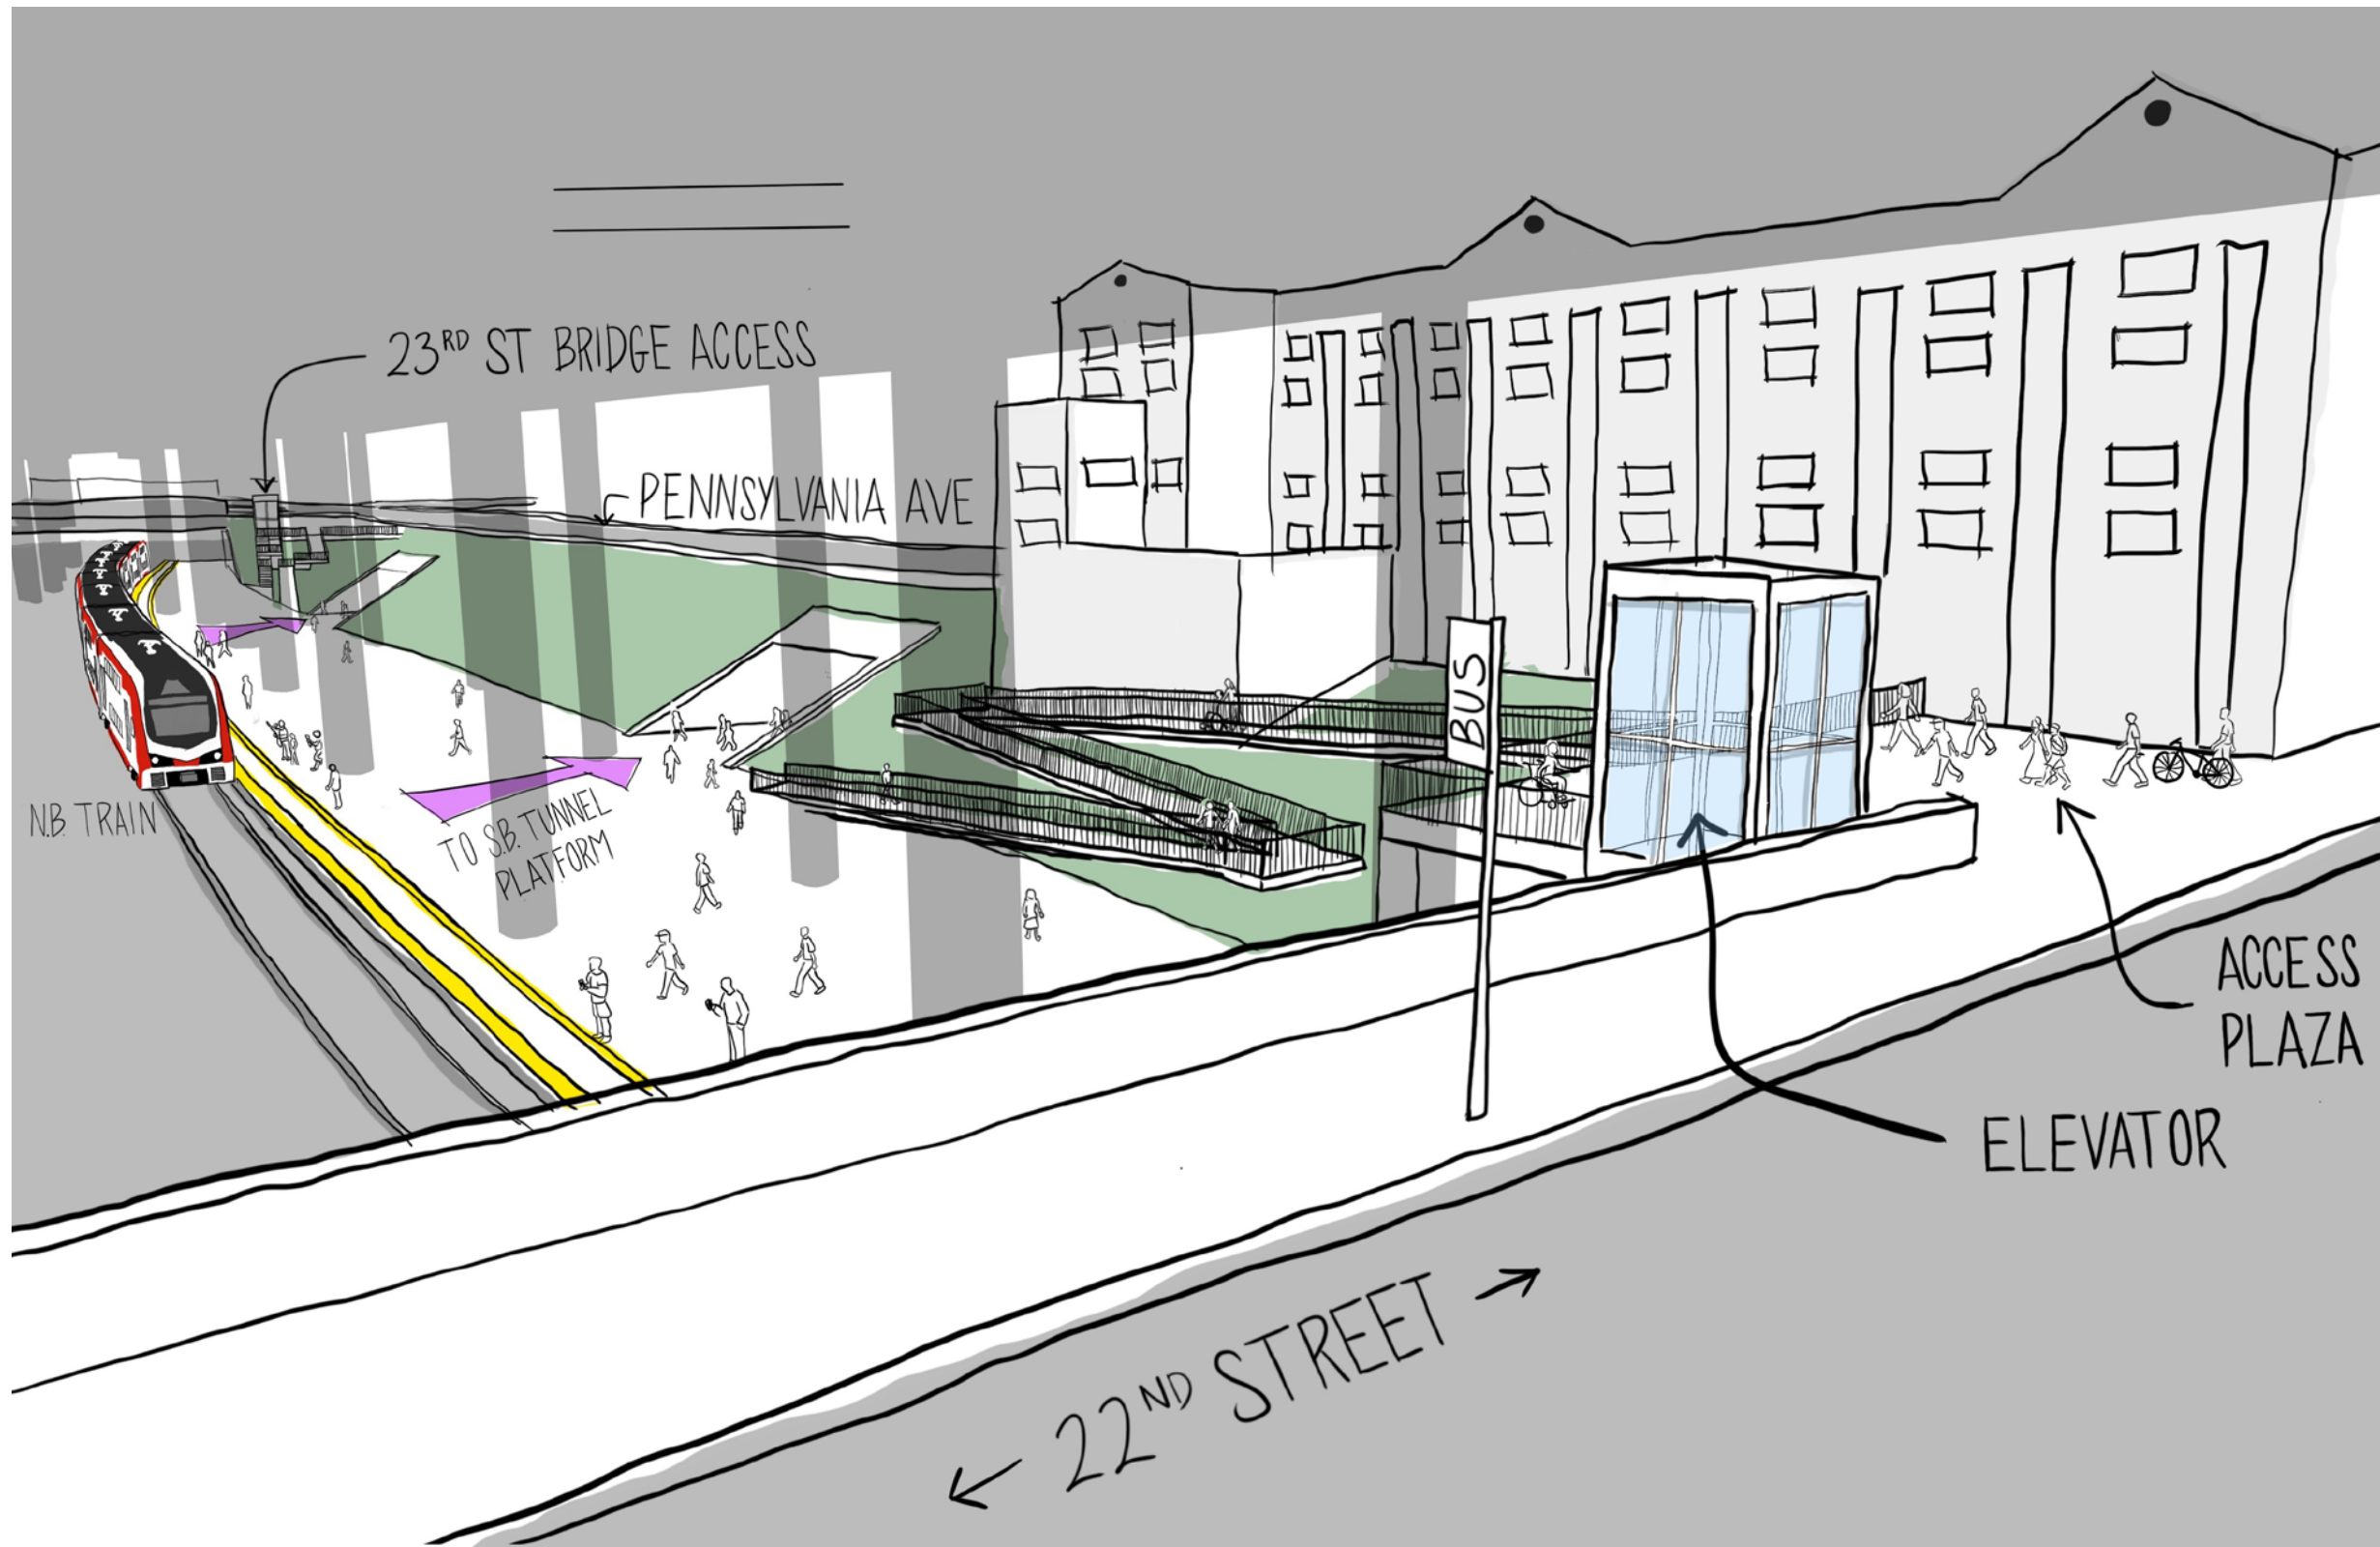 23RD ST BRIDGE ACCESS
PENNSYLVANIA AVE
BUS
N.B. TRAIN
TO S.B. TUNNEL
PLATFORM
ACCESS
PLAZA
ELEVATOR
22ND STREET